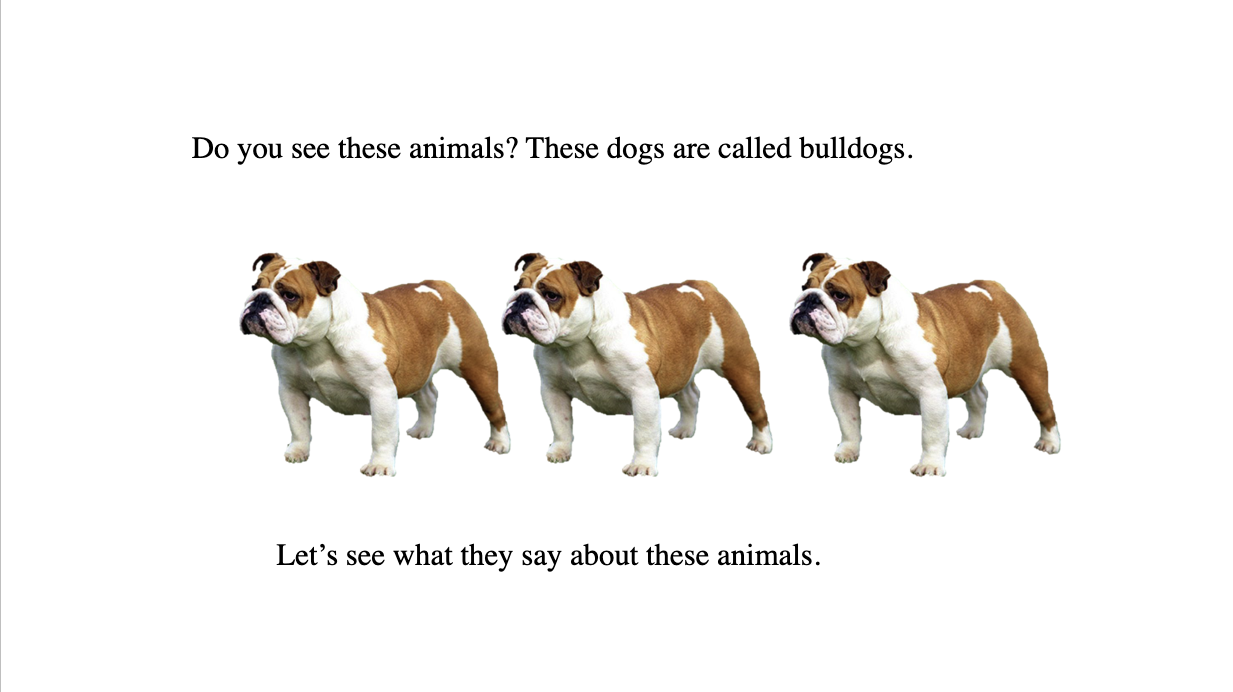 Do you see these animals? These dogs are called bulldogs.
Let’s see what they say about these animals.